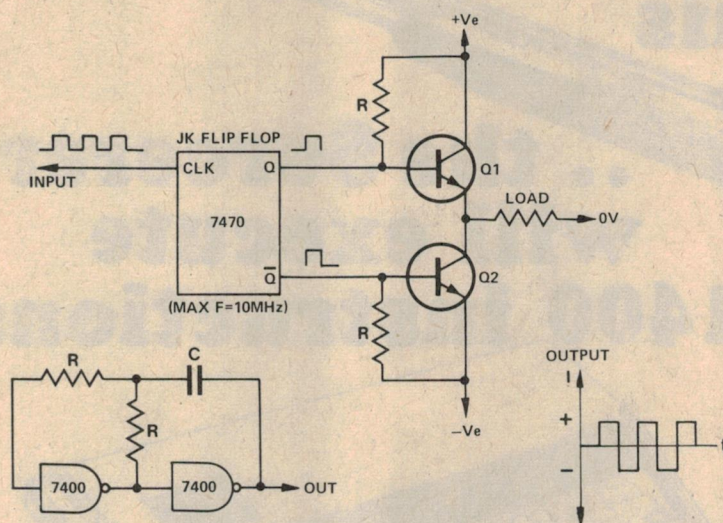 +Ve
R
JK FLIP FLOP
CLK
Q
Q1
INPUT
7470
LOAD
0V
Q̅
Q2
(MAX F=10MHz)
R
OUTPUT
R
C
I
+
R
t
−
−Ve
7400
7400
OUT